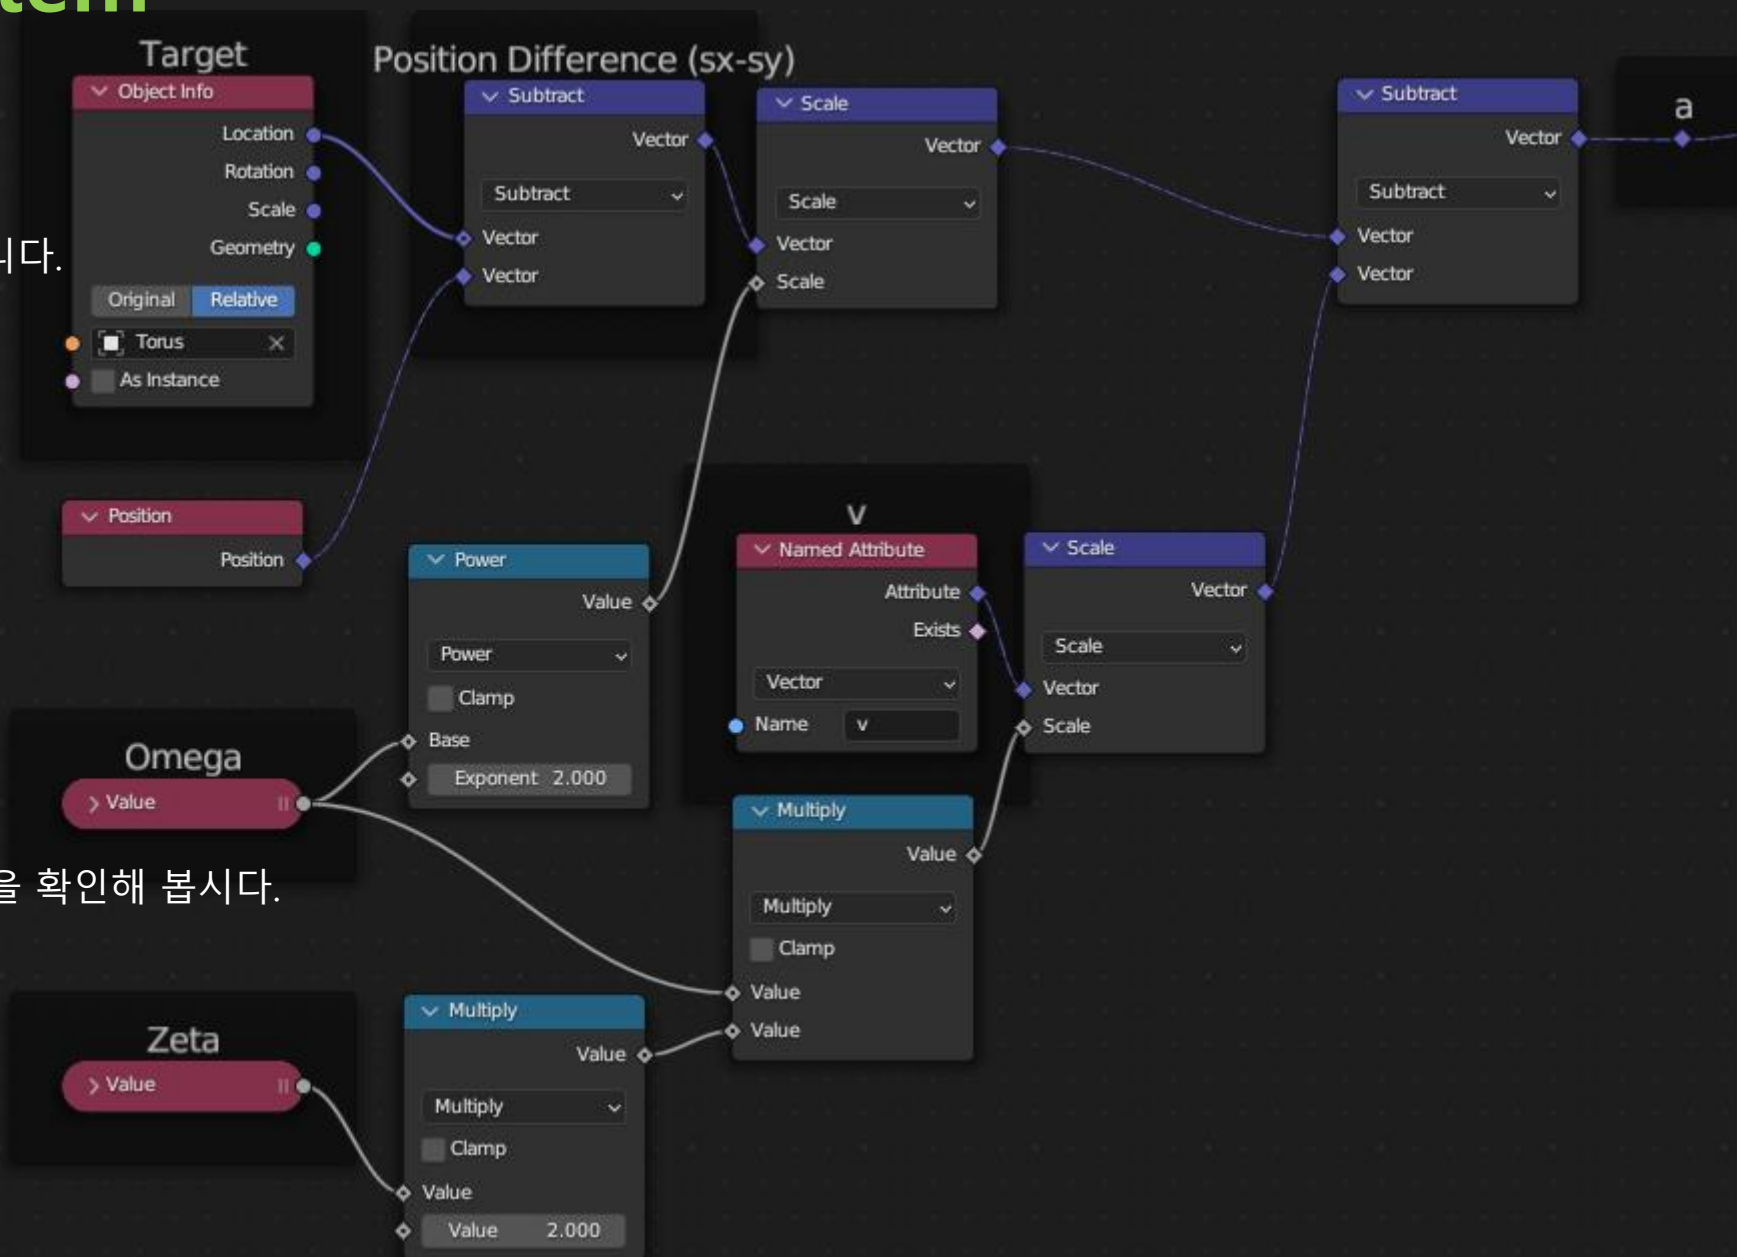 tem
Target
Object Info
Location
Rotation
Scale
Geometry
Original Relative
Torus
As Instance
니다.
Position Difference (sx-sy)
Subtract
Vector
Subtract
Vector
Vector
Scale
Vector
Scale
Vector
Scale
Subtract
Vector
Subtract
Vector
Vector
a
Position
Position
Power
Value
Power
Clamp
Base
Exponent 2.000
v
Named Attribute
Attribute
Exists
Vector
Name v
Scale
Vector
Scale
Vector
Scale
Omega
Value
을 확인해 봅시다.
Multiply
Value
Multiply
Clamp
Value
Value
Zeta
Value
Multiply
Value
Multiply
Clamp
Value
Value 2.000